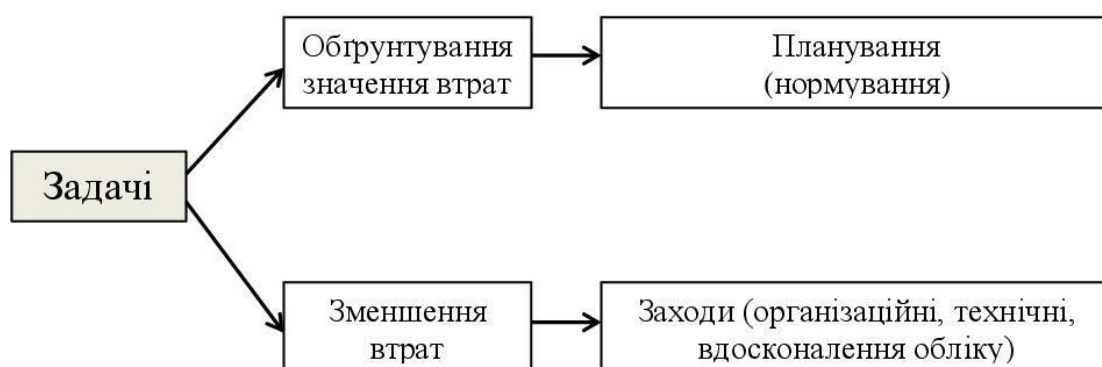 Обґрунтування
значення втрат
Планування
(нормування)
Задачі
Зменшення
втрат
Заходи (організаційні, технічні,
вдосконалення обліку)